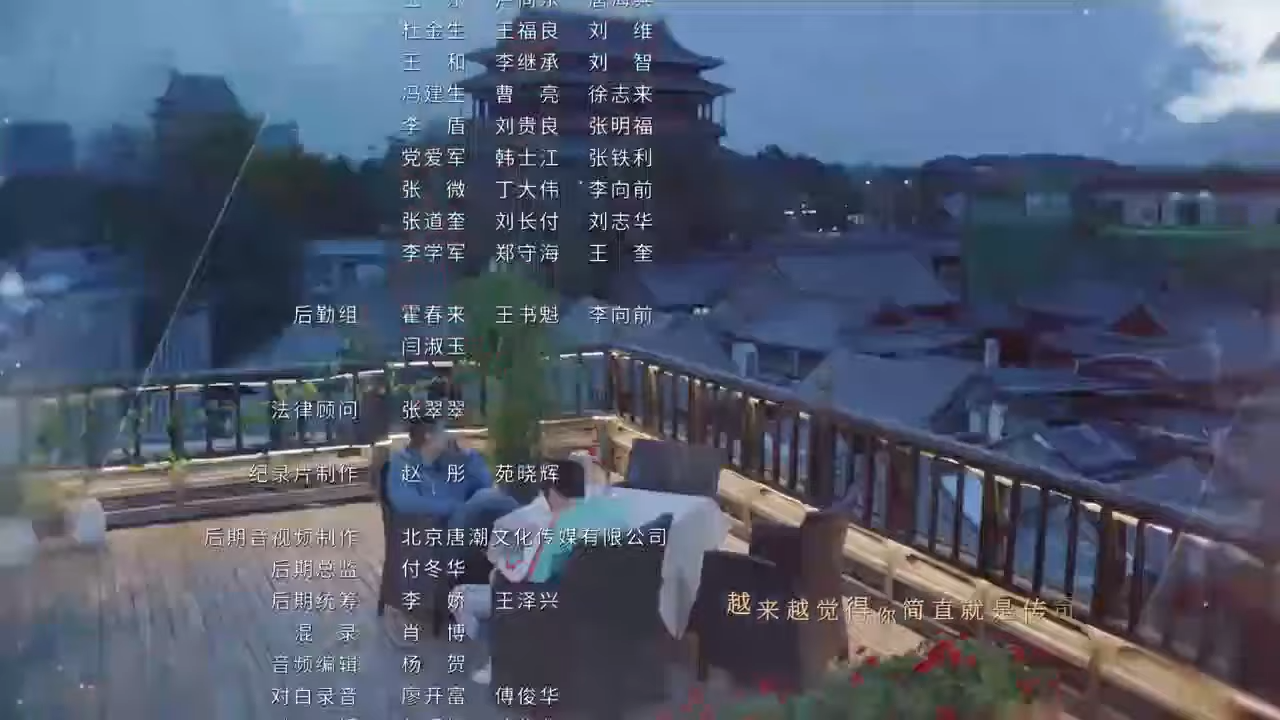 杜金生 王福良 刘 维
王 和 李继承 刘 智
冯建生 曹 亮 徐志来
李 盾 刘贵良 张明福
党爱军 韩士江 张铁利
张 微 丁大伟 李向前
张道奎 刘长付 刘志华
李学军 郑守海 王 奎
后勤组 霍春来 王书魁 李向前
闫淑玉
法律顾问 张翠翠
纪录片制作 赵 彤 苑晓辉
后期音视频制作 北京唐潮文化传媒有限公司
后期总监 付冬华
后期统筹 李 娇 王泽兴
越来越觉得你简直就是传奇
混 录 肖 博
音频编辑 杨 贺
对白录音 廖开富 傅俊华